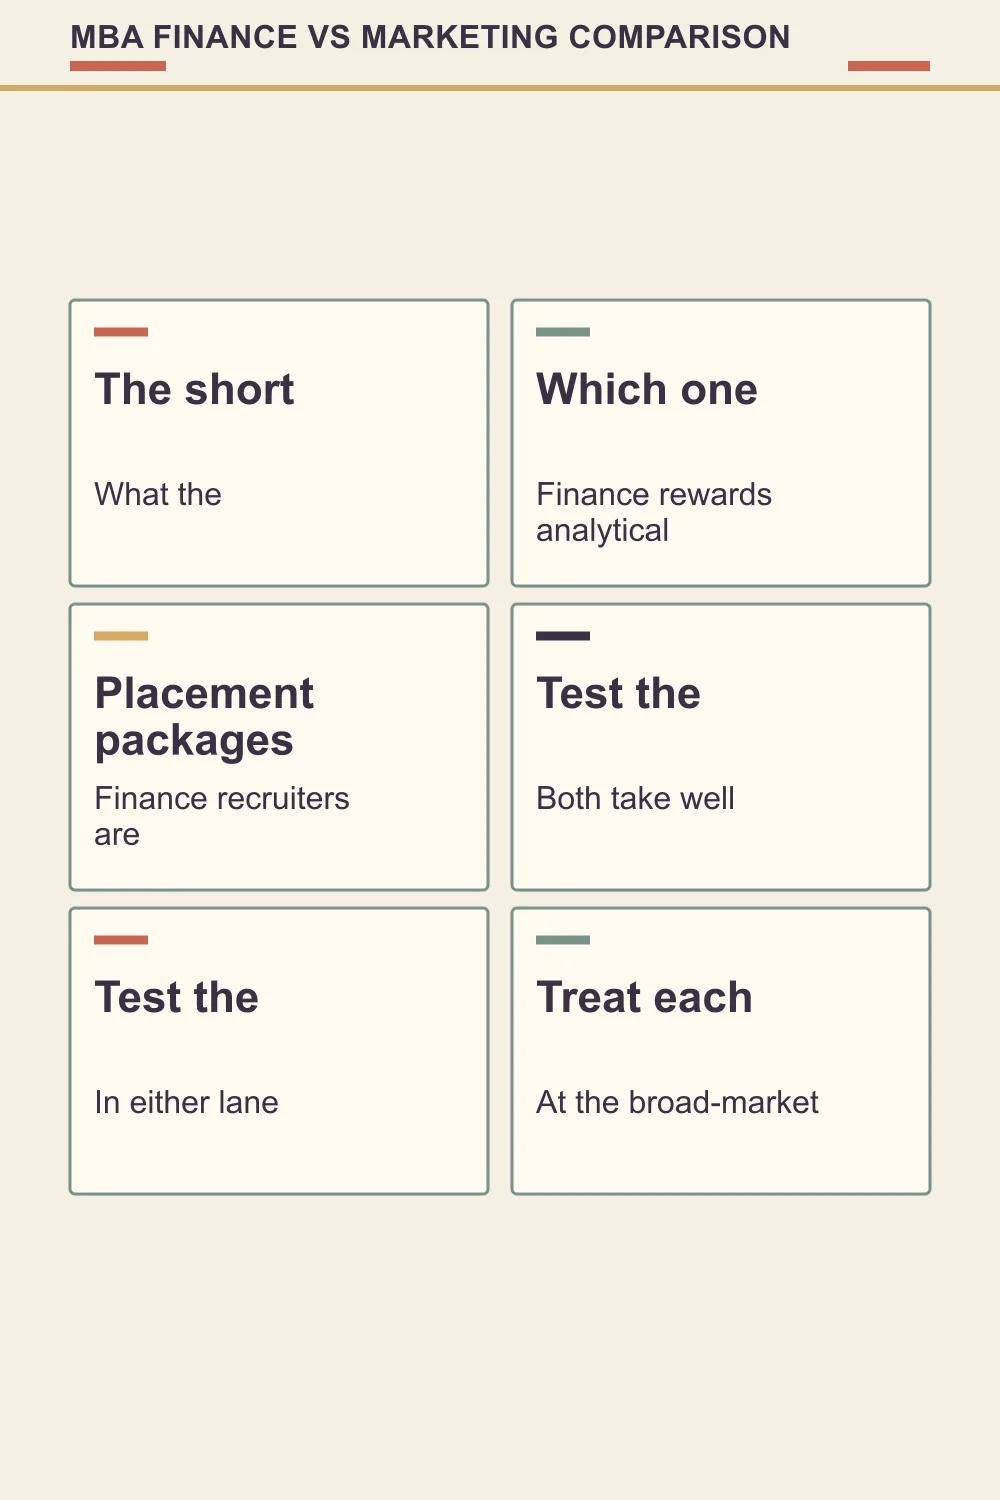 MBA FINANCE VS MARKETING COMPARISON
The short
What the
Which one
Finance rewards
analytical
Placement
packages
Finance recruiters
are
Test the
Both take well
Test the
In either lane
Treat each
At the broad-market